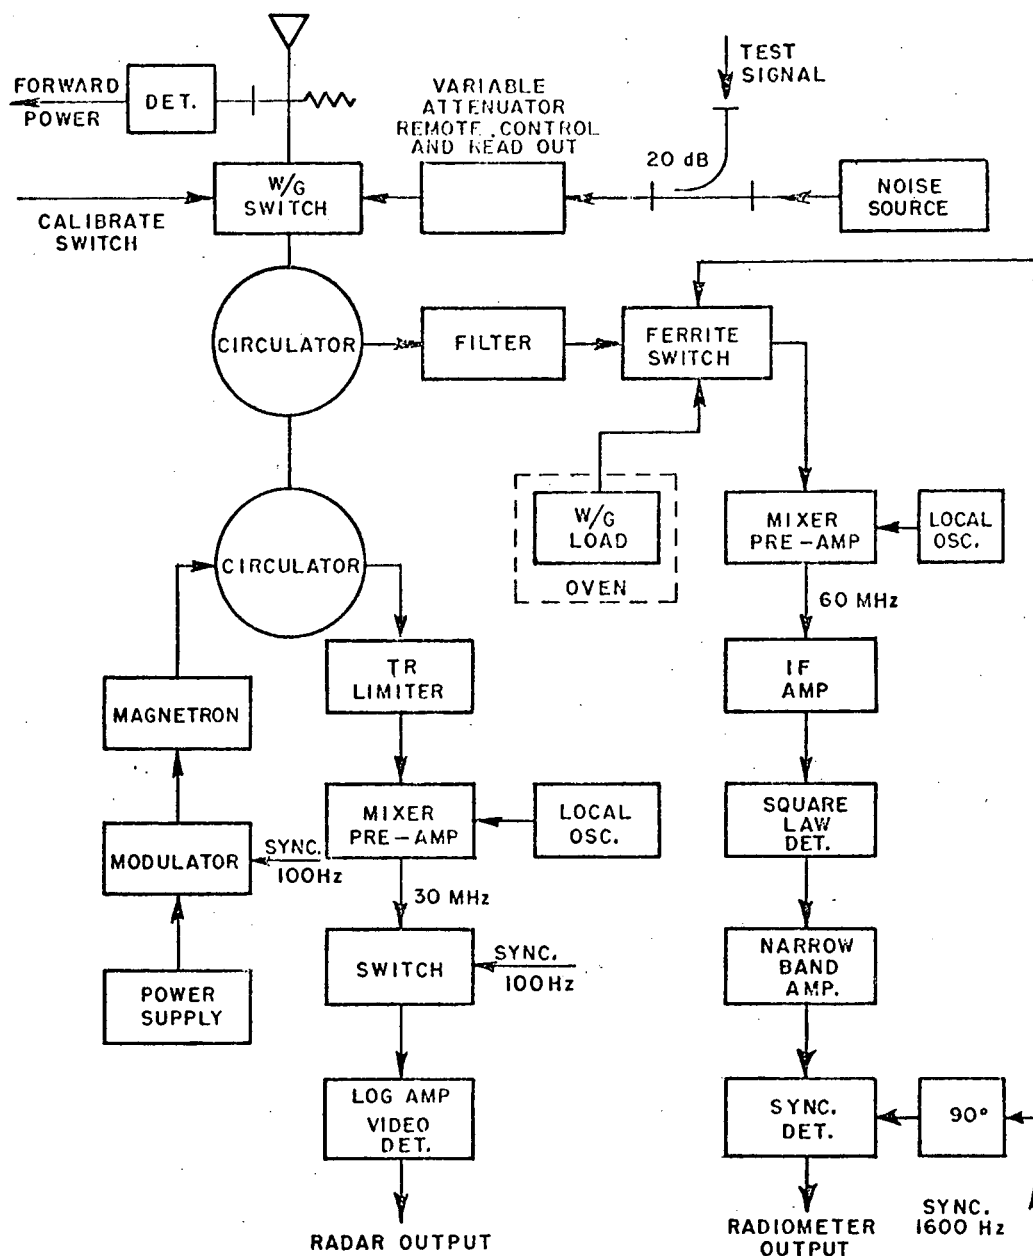 FORWARD
POWER
DET.
VARIABLE
ATTENUATOR
REMOTE CONTROL
AND READ OUT
TEST
SIGNAL
20 dB
NOISE
SOURCE
W/G
SWITCH
CALIBRATE
SWITCH
CIRCULATOR
FILTER
FERRITE
SWITCH
W/G
LOAD
OVEN
MIXER
PRE-AMP
LOCAL
OSC.
60 MHz
CIRCULATOR
TR
LIMITER
IF
AMP
MAGNETRON
MIXER
PRE-AMP
LOCAL
OSC.
SQUARE
LAW
DET.
MODULATOR
SYNC.
100Hz
30 MHz
SWITCH
SYNC.
100Hz
NARROW
BAND
AMP.
POWER
SUPPLY
LOG AMP
VIDEO
DET.
SYNC.
DET.
90°
SYNC.
1600 Hz
RADAR OUTPUT
RADIOMETER
OUTPUT